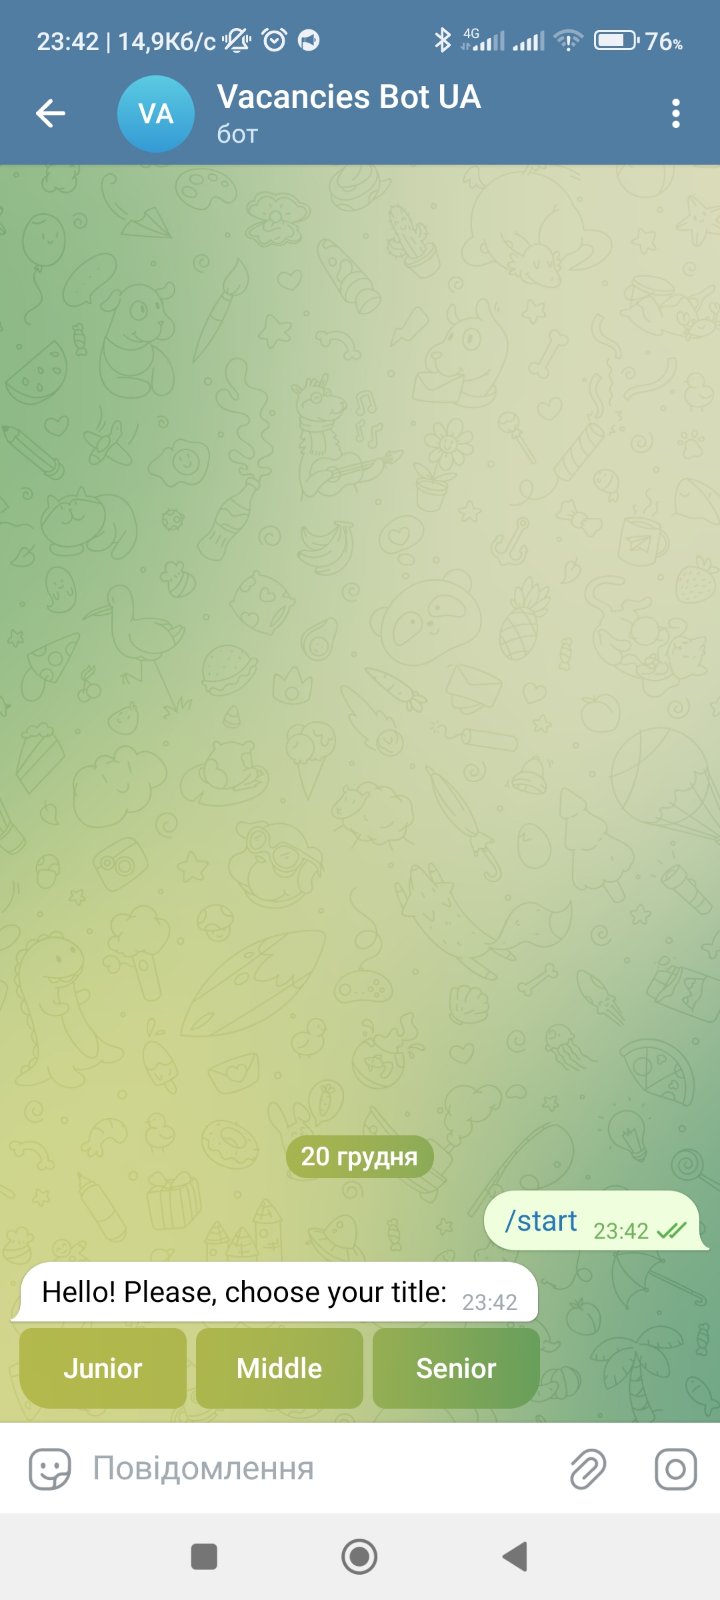 23:42 | 14,9Кб/с 4G 76%
VA Vacancies Bot UA
бот
20 грудня
/start 23:42
Hello! Please, choose your title: 23:42
Junior Middle Senior
Повідомлення